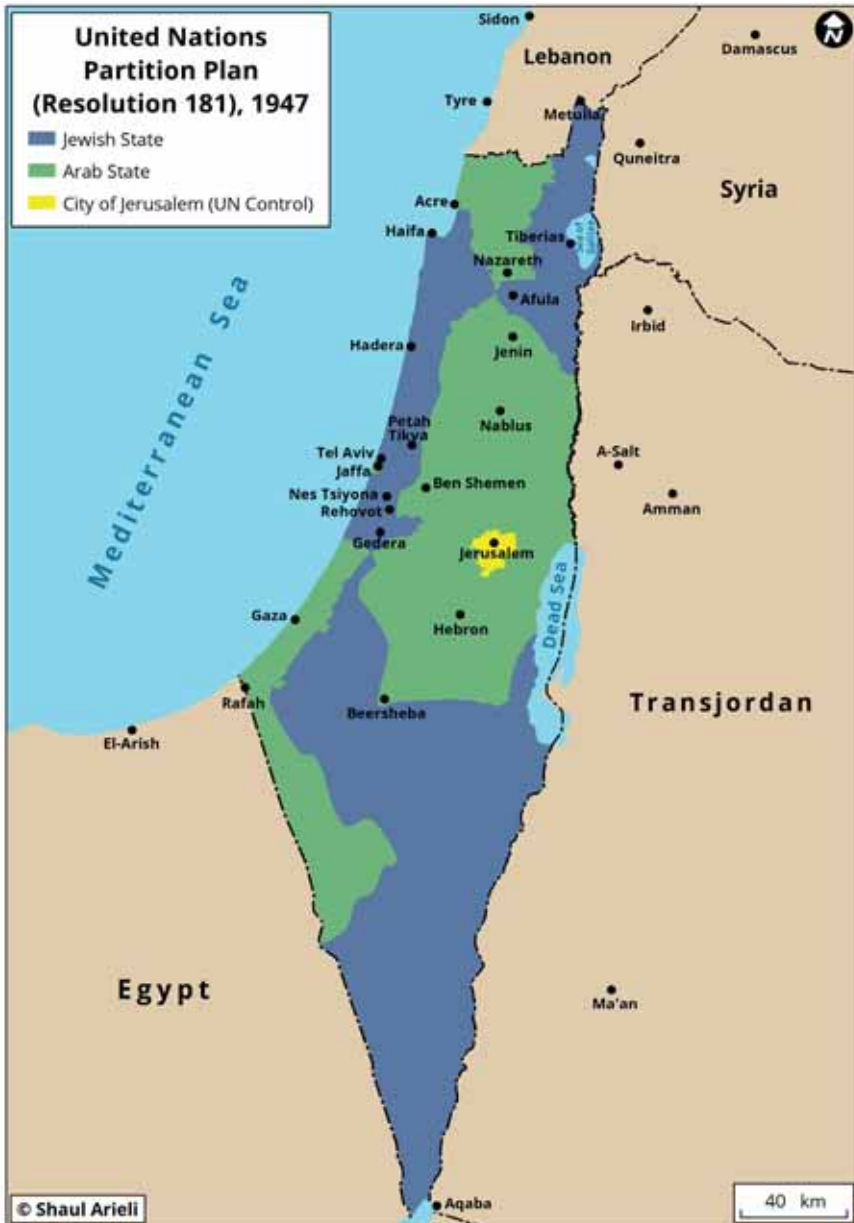 United Nations
Partition Plan
(Resolution 181), 1947
Jewish State
Arab State
City of Jerusalem (UN Control)
N
Sidon
Lebanon
Damascus
Tyre
Metulla
Quneitra
Syria
Acre
Haifa
Tiberias
Sea of
Galilee
Nazareth
Afula
Irbid
Mediterranean Sea
Hadera
Jenin
Nablus
Petah
Tikva
Tel Aviv
Jaffa
A-Salt
Ben Shemen
Nes Tsiyona
Rehovot
Amman
Gedera
Jerusalem
Dead Sea
Gaza
Hebron
Rafah
Beersheba
Transjordan
El-Arish
Egypt
Ma'an
© Shaul Arieli
Aqaba
40 km